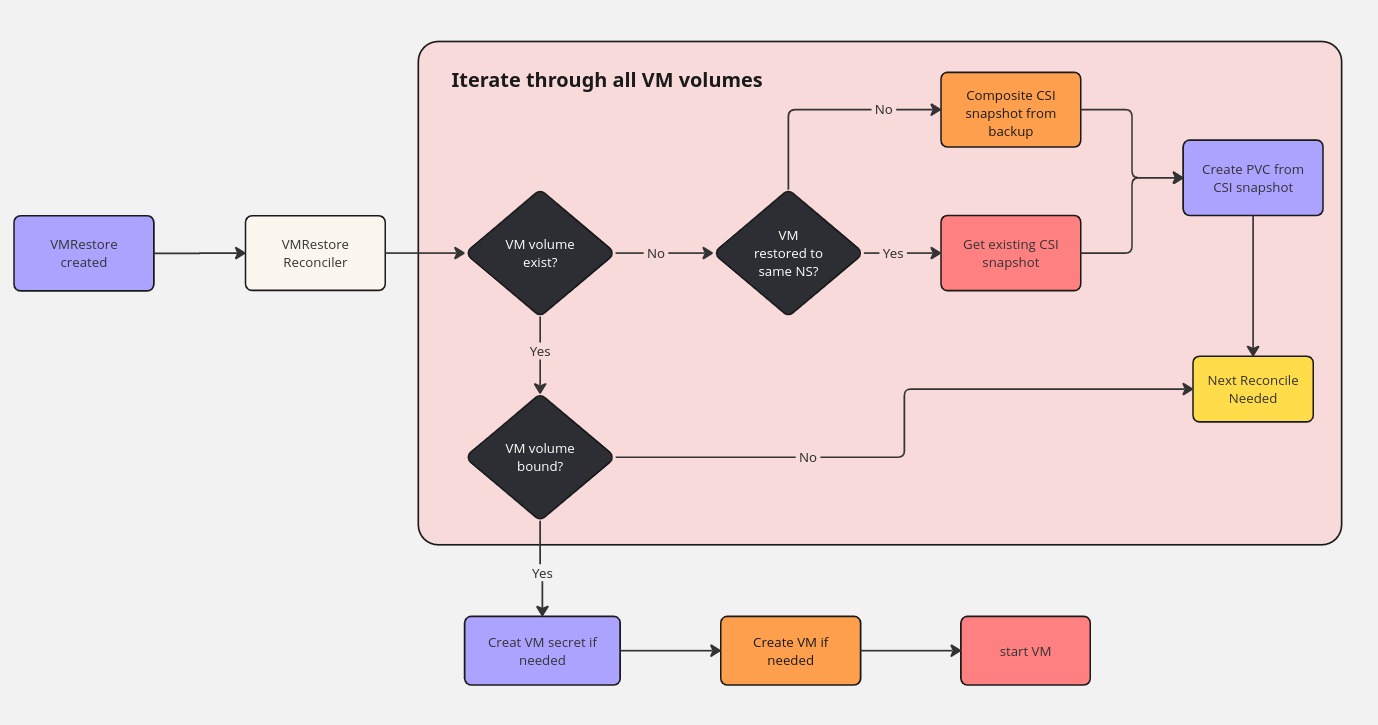 Iterate through all VM volumes
VMRestore
created
VMRestore
Reconciler
VM volume
exist?
No
VM
restored to
same NS?
No
Composite CSI
snapshot from
backup
Yes
Get existing CSI
snapshot
Create PVC from
CSI snapshot
Next Reconcile
Needed
Yes
VM volume
bound?
No
Yes
Creat VM secret if
needed
Create VM if
needed
start VM